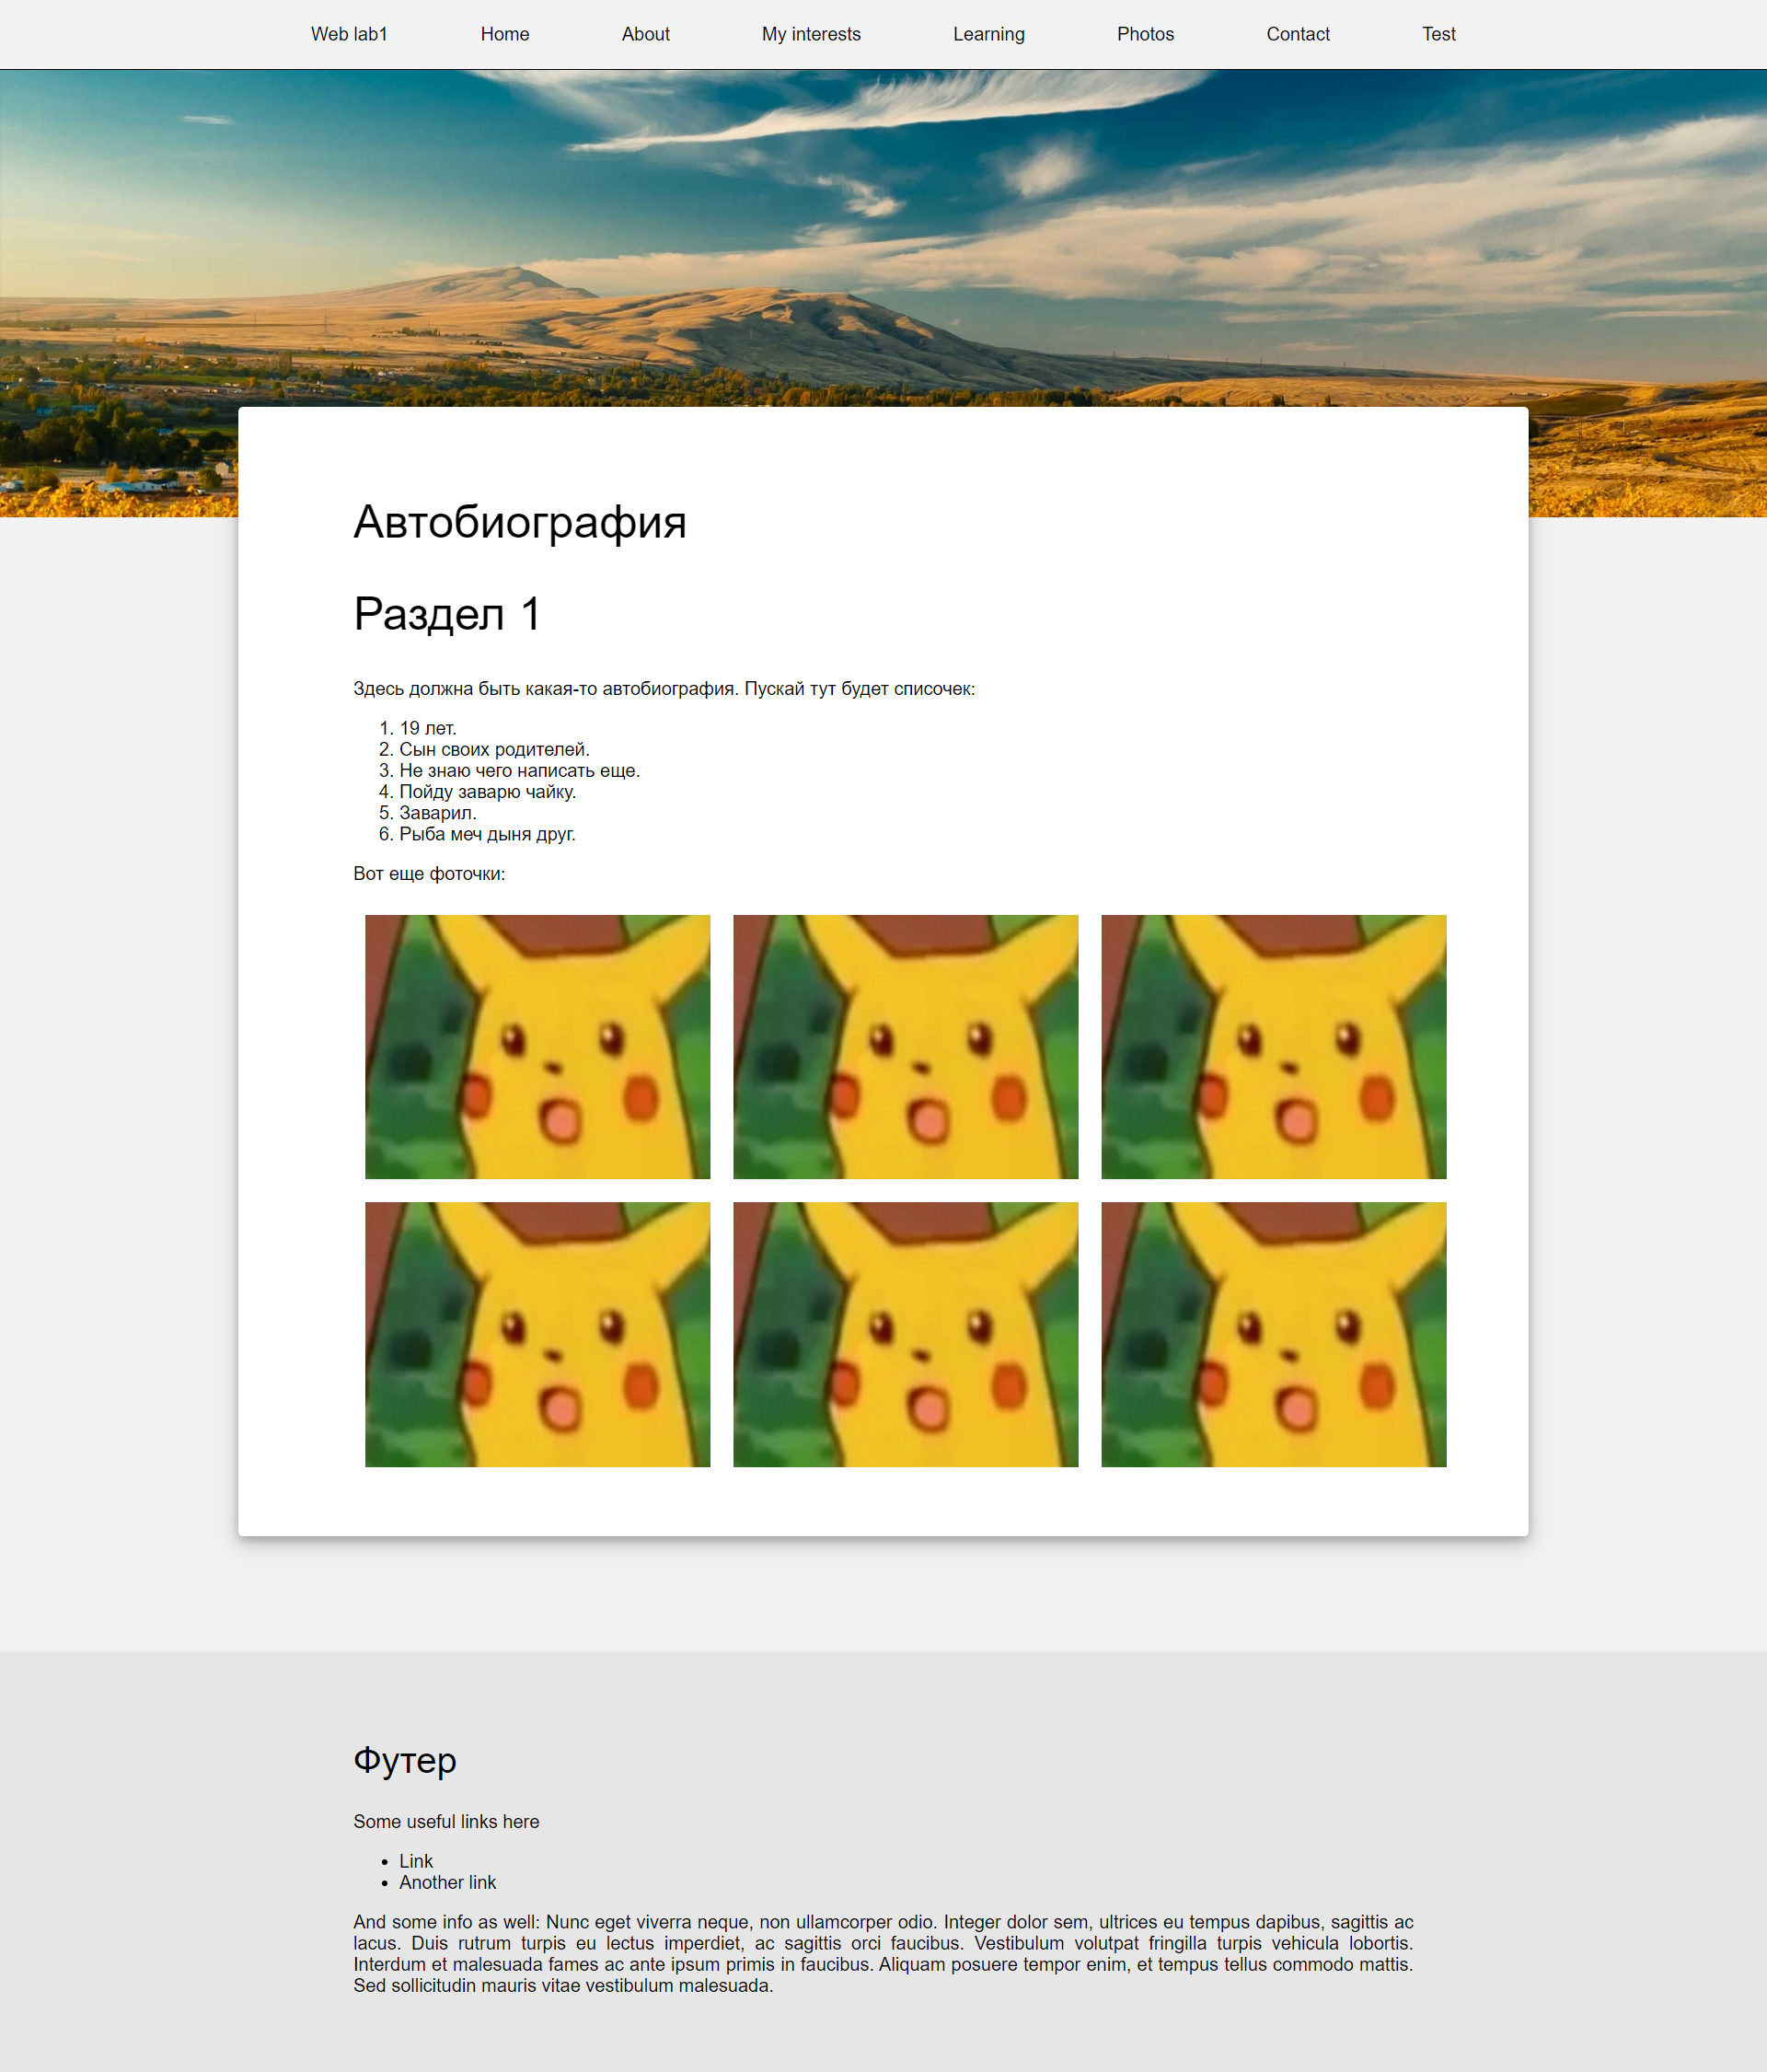 Web lab1 Home About My interests Learning Photos Contact Test
Автобиография
Раздел 1
Здесь должна быть какая-то автобиография. Пускай тут будет списочек:
1. 19 лет.
2. Сын своих родителей.
3. Не знаю чего написать еще.
4. Пойду заварю чайку.
5. Заварил.
6. Рыба меч дыня друг.
Вот еще фоточки:
Футер
Some useful links here
• Link
• Another link
And some info as well: Nunc eget viverra neque, non ullamcorper odio. Integer dolor sem, ultrices eu tempus dapibus, sagittis ac
lacus. Duis rutrum turpis eu lectus imperdiet, ac sagittis orci faucibus. Vestibulum volutpat fringilla turpis vehicula lobortis.
Interdum et malesuada fames ac ante ipsum primis in faucibus. Aliquam posuere tempor enim, et tempus tellus commodo mattis.
Sed sollicitudin mauris vitae vestibulum malesuada.